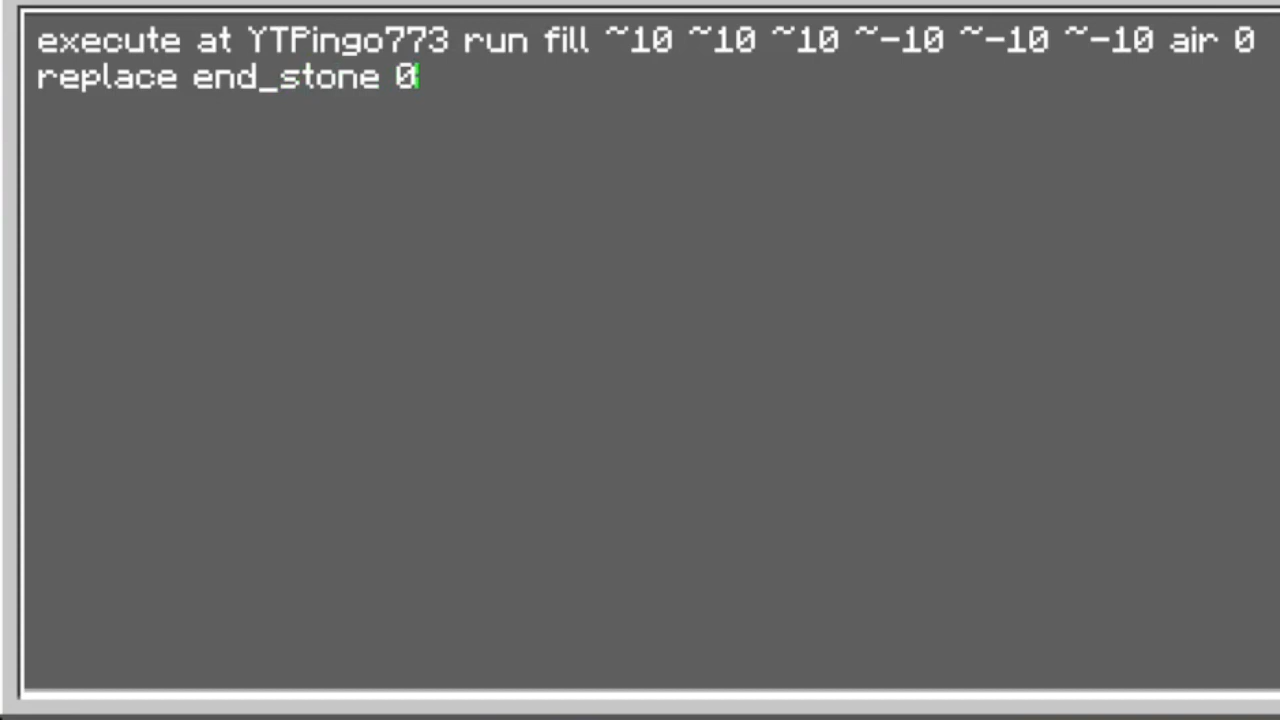 execute at YTPingo773 run fill ~10 ~10 ~10 ~-10 ~-10 ~-10 air 0
replace end_stone 0